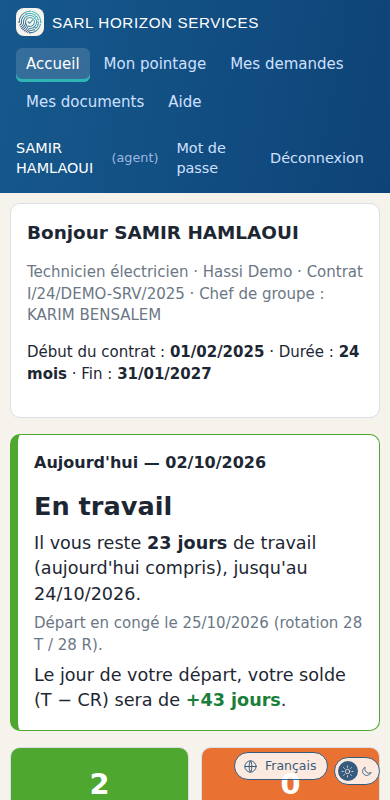 SARL HORIZON SERVICES
Accueil Mon pointage Mes demandes
Mes documents Aide
SAMIR HAMLAOUI (agent) Mot de passe Déconnexion
Bonjour SAMIR HAMLAOUI
Technicien électricien · Hassi Demo · Contrat
I/24/DEMO-SRV/2025 · Chef de groupe :
KARIM BENSALEM
Début du contrat : 01/02/2025 · Durée : 24
mois · Fin : 31/01/2027
Aujourd'hui — 02/10/2026
En travail
Il vous reste 23 jours de travail
(aujourd'hui compris), jusqu'au
24/10/2026.
Départ en congé le 25/10/2026 (rotation 28
T / 28 R).
Le jour de votre départ, votre solde
(T − CR) sera de +43 jours.
Français
2 0